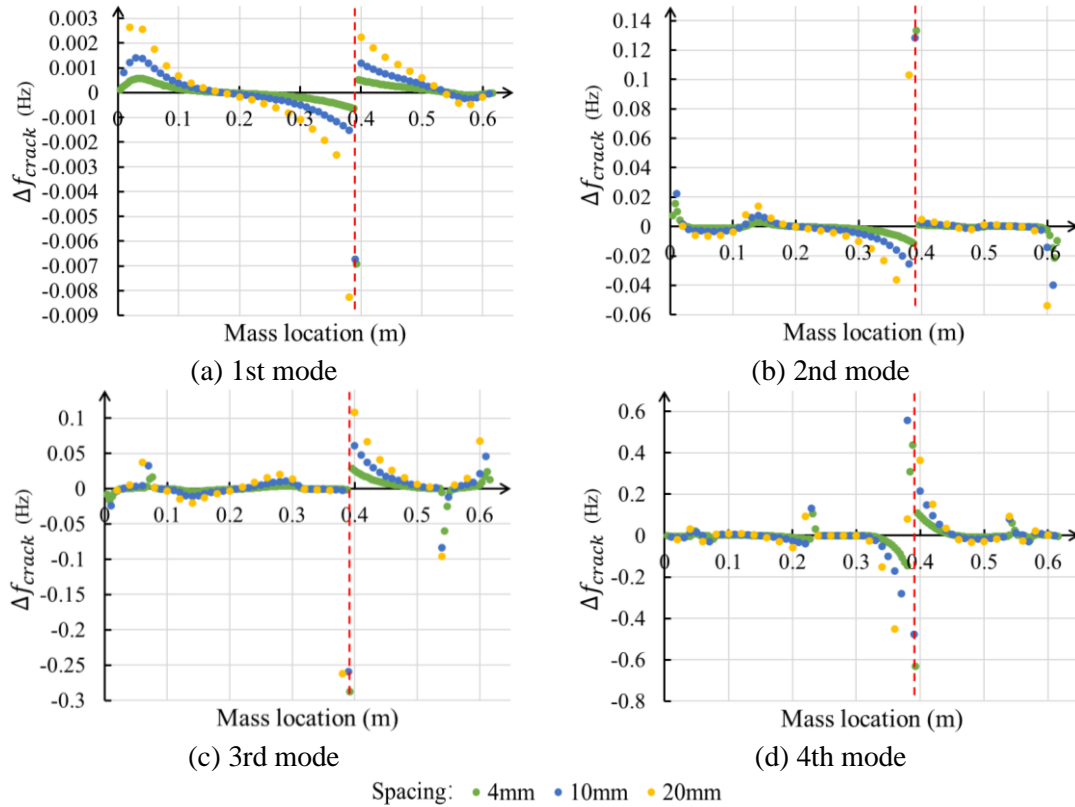 0.003
0.002
0.001
0
-0.001
-0.002
-0.003
-0.004
-0.005
-0.006
-0.007
-0.008
-0.009
0 0.1 0.2 0.3 0.4 0.5 0.6
Δf_crack (Hz)
Mass location (m)
(a) 1st mode
0.14
0.12
0.1
0.08
0.06
0.04
0.02
0
-0.02
-0.04
-0.06
0 0.1 0.2 0.3 0.4 0.5 0.6
Δf_crack (Hz)
Mass location (m)
(b) 2nd mode
0.1
0.05
0
-0.05
-0.1
-0.15
-0.2
-0.25
-0.3
0 0.1 0.2 0.3 0.4 0.5 0.6
Δf_crack (Hz)
Mass location (m)
(c) 3rd mode
0.6
0.4
0.2
0
-0.2
-0.4
-0.6
-0.8
0 0.1 0.2 0.3 0.4 0.5 0.6
Δf_crack (Hz)
Mass location (m)
(d) 4th mode
Spacing: 4mm 10mm 20mm